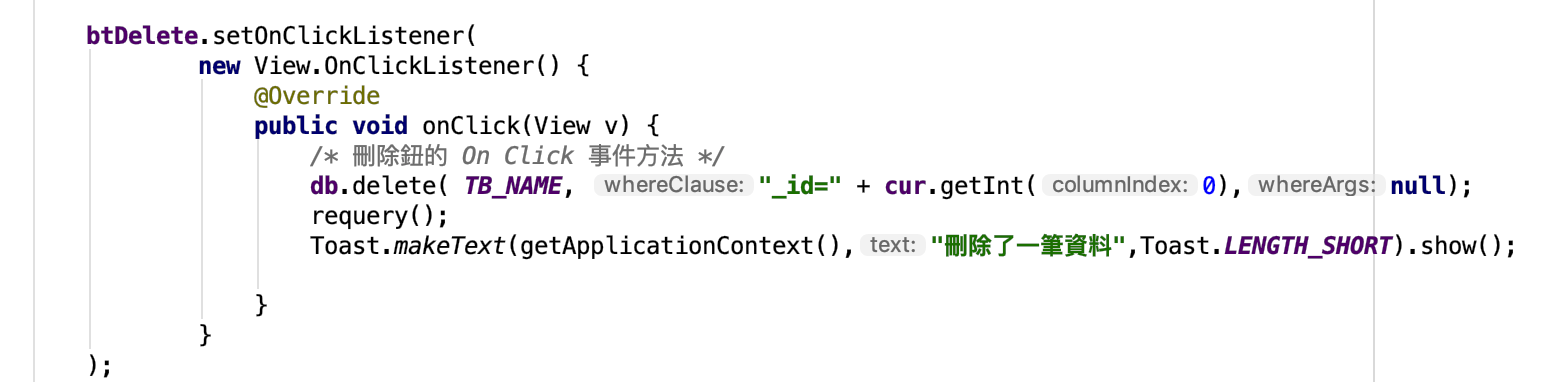 btDelete.setOnClickListener(
new View.OnClickListener() {
@Override
public void onClick(View v) {
/* 刪除鈕的 On Click 事件方法 */
db.delete( TB_NAME, whereClause: "_id=" + cur.getInt( columnIndex: 0), whereArgs: null);
requery();
Toast.makeText(getApplicationContext(), text: "刪除了一筆資料",Toast.LENGTH_SHORT).show();
}
}
);